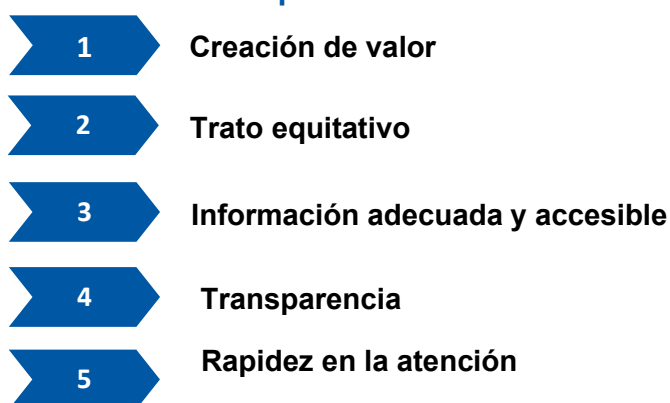 1 Creación de valor
2 Trato equitativo
3 Información adecuada y accesible
4 Transparencia
5 Rapidez en la atención